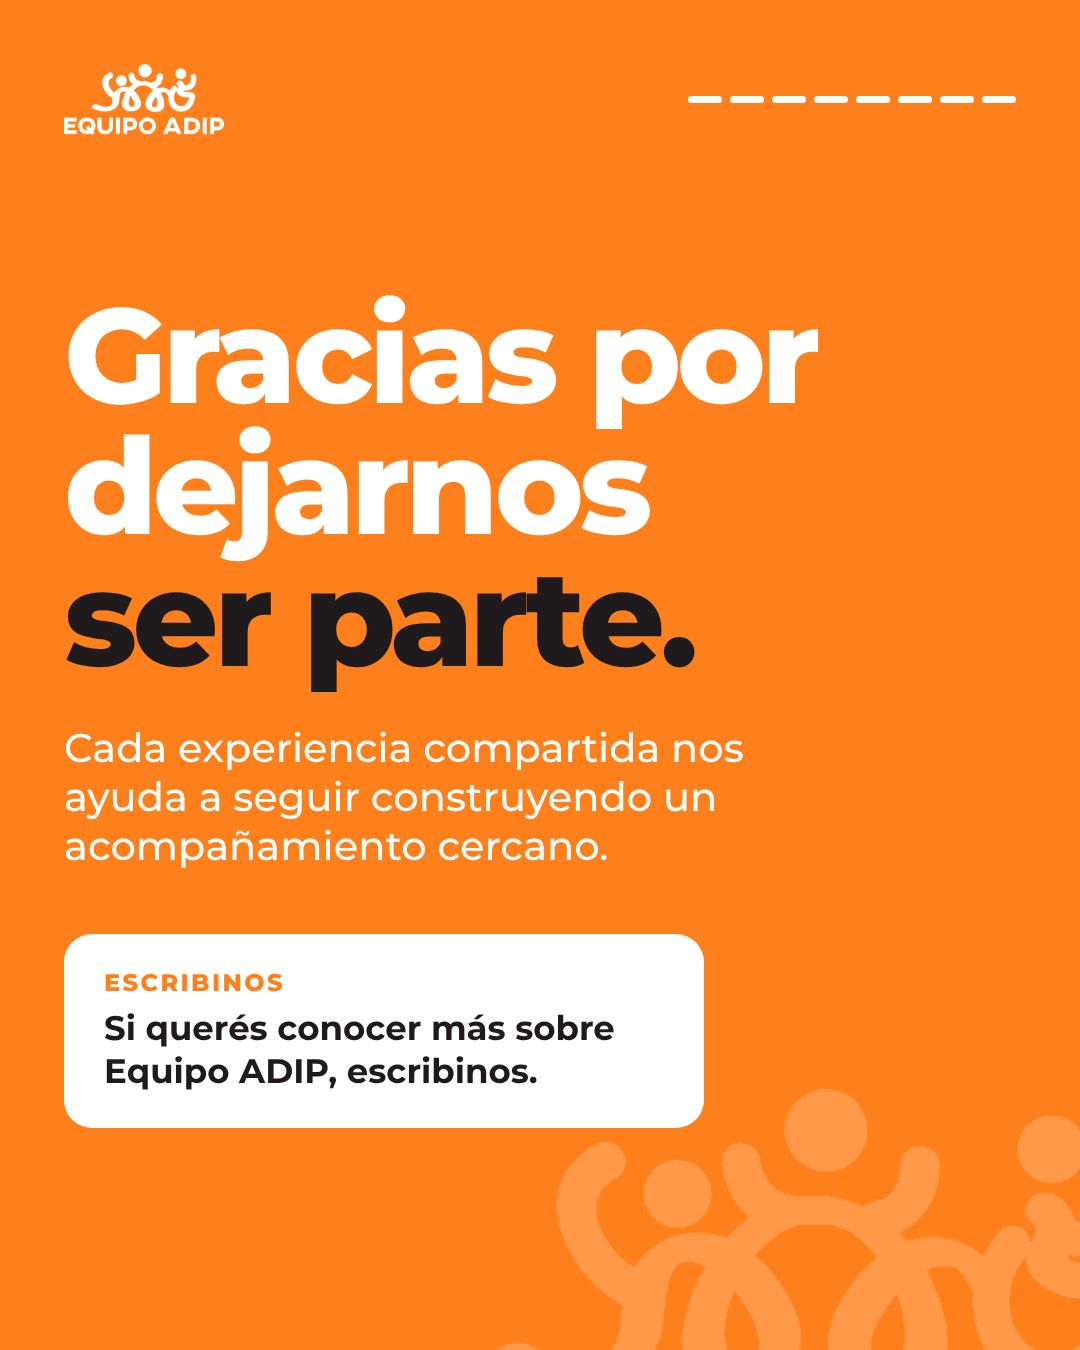 EQUIPO ADIP
Gracias por
dejarnos
ser parte.
Cada experiencia compartida nos
ayuda a seguir construyendo un
acompañamiento cercano.
ESCRIBINOS
Si querés conocer más sobre
Equipo ADIP, escribinos.